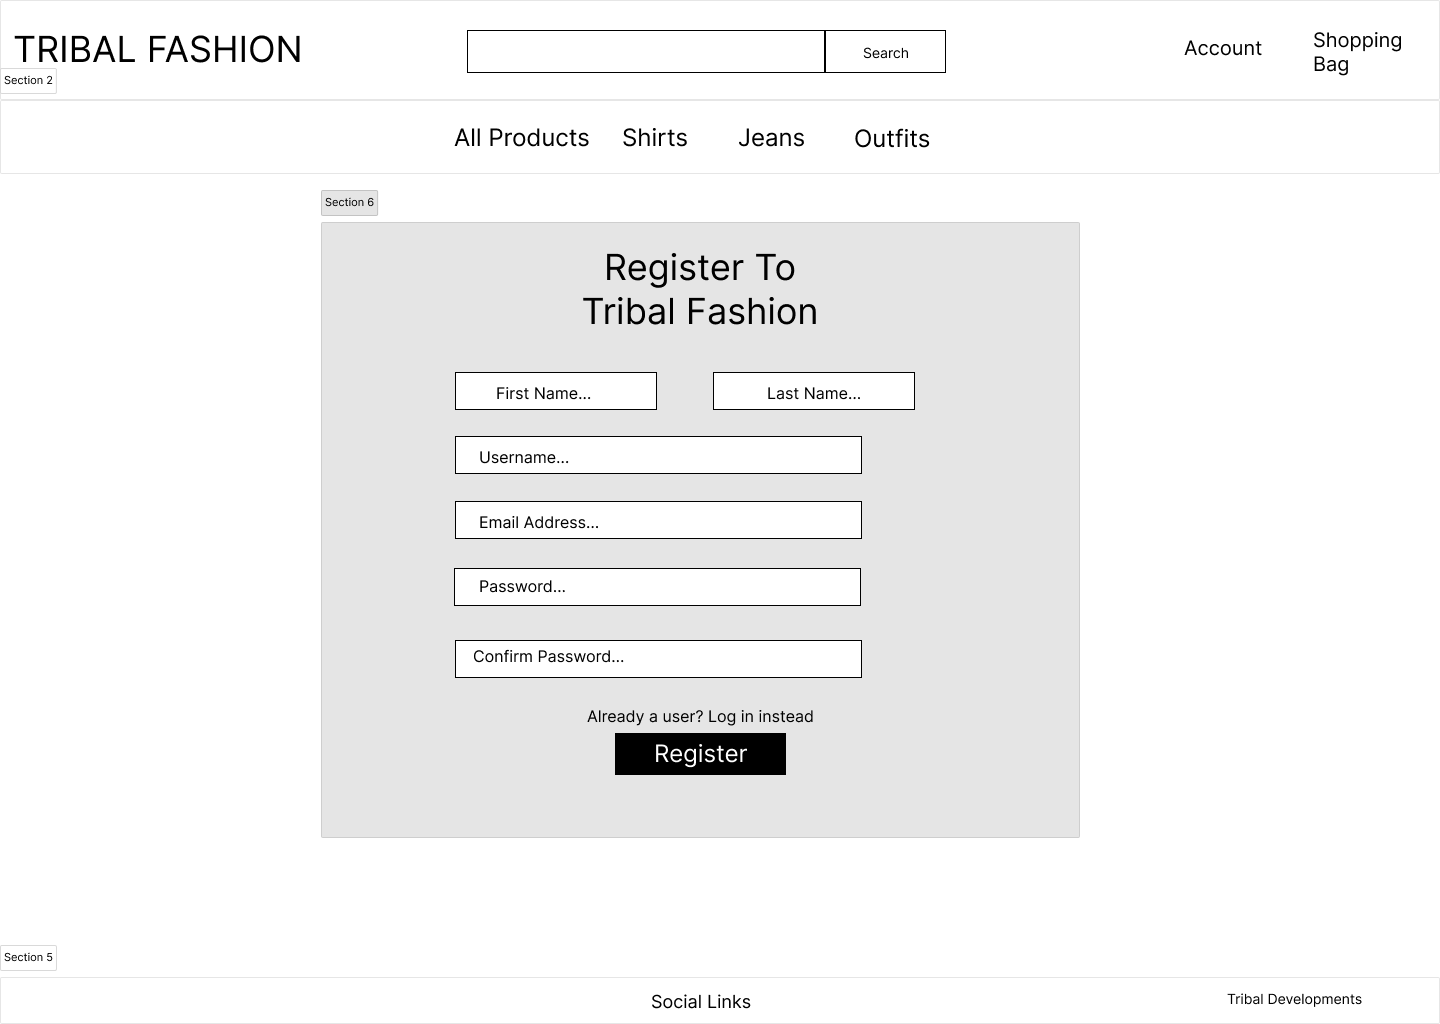 TRIBAL FASHION
Search
Account
Shopping
Bag
Section 2
All Products
Shirts
Jeans
Outfits
Section 6
Register To
Tribal Fashion
First Name...
Last Name...
Username...
Email Address...
Password...
Confirm Password...
Already a user? Log in instead
Register
Section 5
Social Links
Tribal Developments